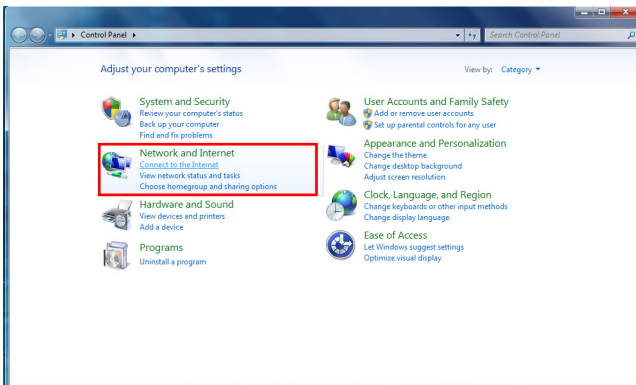 Control Panel
Search Control Panel
Adjust your computer's settings
View by: Category
System and Security
Review your computer's status
Back up your computer
Find and fix problems
Network and Internet
Connect to the Internet
View network status and tasks
Choose homegroup and sharing options
Hardware and Sound
View devices and printers
Add a device
Programs
Uninstall a program
User Accounts and Family Safety
Add or remove user accounts
Set up parental controls for any user
Appearance and Personalization
Change the theme
Change desktop background
Adjust screen resolution
Clock, Language, and Region
Change keyboards or other input methods
Change display language
Ease of Access
Let Windows suggest settings
Optimize visual display